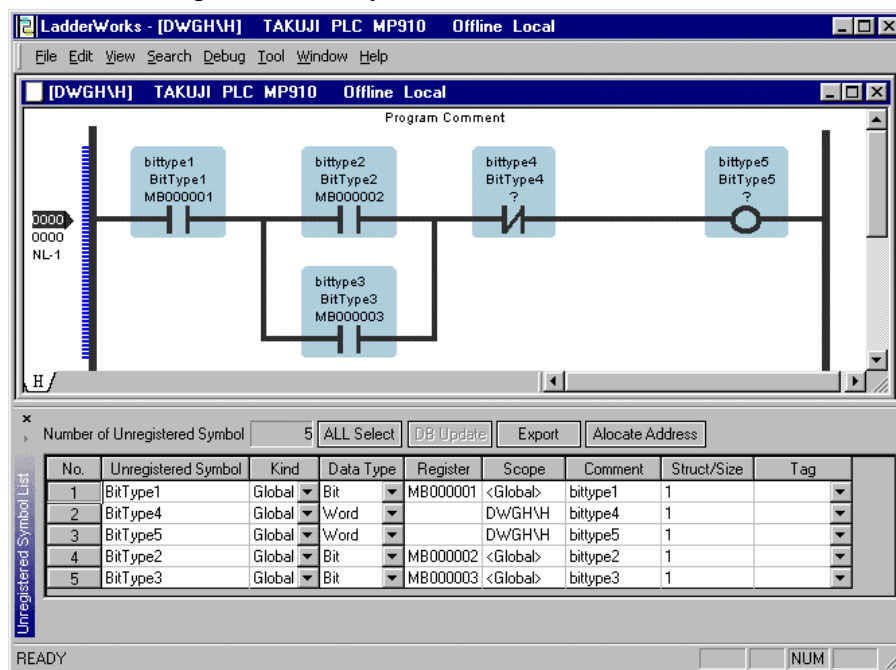 LadderWorks - [DWGH\H] TAKUJI PLC MP910 Offline Local
File Edit View Search Debug Tool Window Help
[DWGH\H] TAKUJI PLC MP910 Offline Local
Program Comment
bittype1 bittype2 bittype4 bittype5
BitType1 BitType2 BitType4 BitType5
MB000001 MB000002 ? ?
0000
0000
NL-1
bittype3
BitType3
MB000003
H
Number of Unregistered Symbol 5 ALL Select DB Update Export Alocate Address
Unregistered Symbol List
No. Unregistered Symbol Kind Data Type Register Scope Comment Struct/Size Tag
1 BitType1 Global Bit MB000001 <Global> bittype1 1
2 BitType4 Global Word DWGH\H bittype4 1
3 BitType5 Global Word DWGH\H bittype5 1
4 BitType2 Global Bit MB000002 <Global> bittype2 1
5 BitType3 Global Bit MB000003 <Global> bittype3 1
READY NUM